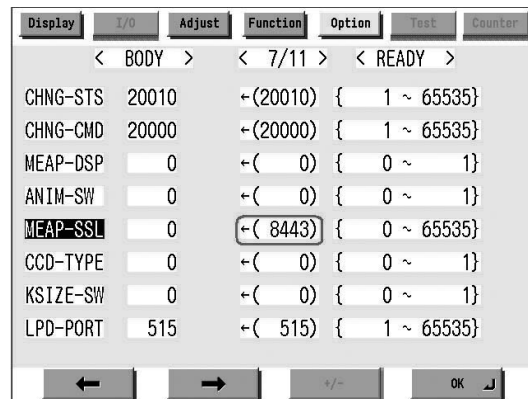 Display I/O Adjust Function Option Test Counter
< BODY > < 7/11 > < READY >
CHNG-STS 20010 ←(20010) { 1 ~ 65535}
CHNG-CMD 20000 ←(20000) { 1 ~ 65535}
MEAP-DSP 0 ←( 0) { 0 ~ 1}
ANIM-SW 0 ←( 0) { 0 ~ 1}
MEAP-SSL 0 ←( 8443) { 0 ~ 65535}
CCD-TYPE 0 ←( 0) { 0 ~ 1}
KSIZE-SW 0 ←( 0) { 0 ~ 1}
LPD-PORT 515 ←( 515) { 1 ~ 65535}
← → +/- OK ┘